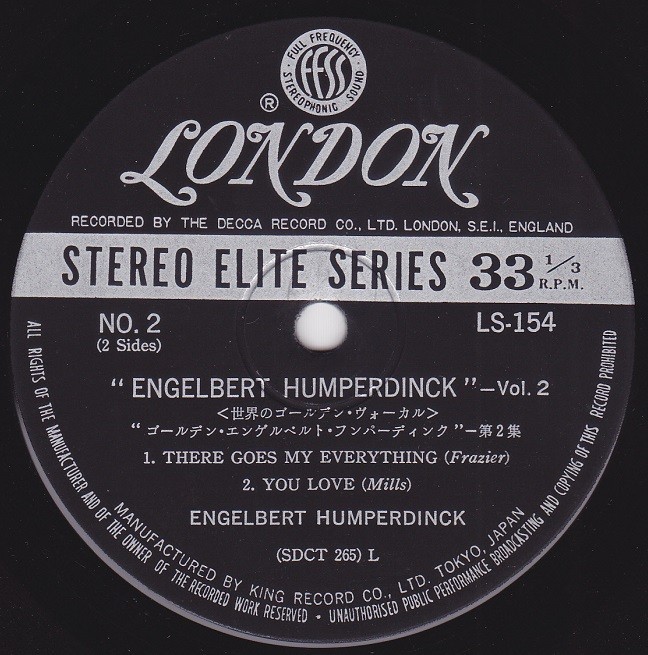 FULL FREQUENCY
FFSS
STEREOPHONIC SOUND
®
LONDON
RECORDED BY THE DECCA RECORD CO., LTD. LONDON, S.E.I., ENGLAND
STEREO ELITE SERIES 33 1/3 R.P.M.
NO. 2 LS-154
(2 Sides)
“ ENGELBERT HUMPERDINCK ” –Vol. 2
<世界のゴールデン・ヴォーカル>
“ゴールデン・エンゲルベルト・フンパーディンク”–第2集
1. THERE GOES MY EVERYTHING (Frazier)
2. YOU LOVE (Mills)
ENGELBERT HUMPERDINCK
(SDCT 265) L
MANUFACTURED BY KING RECORD CO., LTD. TOKYO, JAPAN
ALL RIGHTS OF THE MANUFACTURER AND OF THE OWNER OF THE RECORDED WORK RESERVED • UNAUTHORISED PUBLIC PERFORMANCE BROADCASTING AND COPYING OF THIS RECORD PROHIBITED